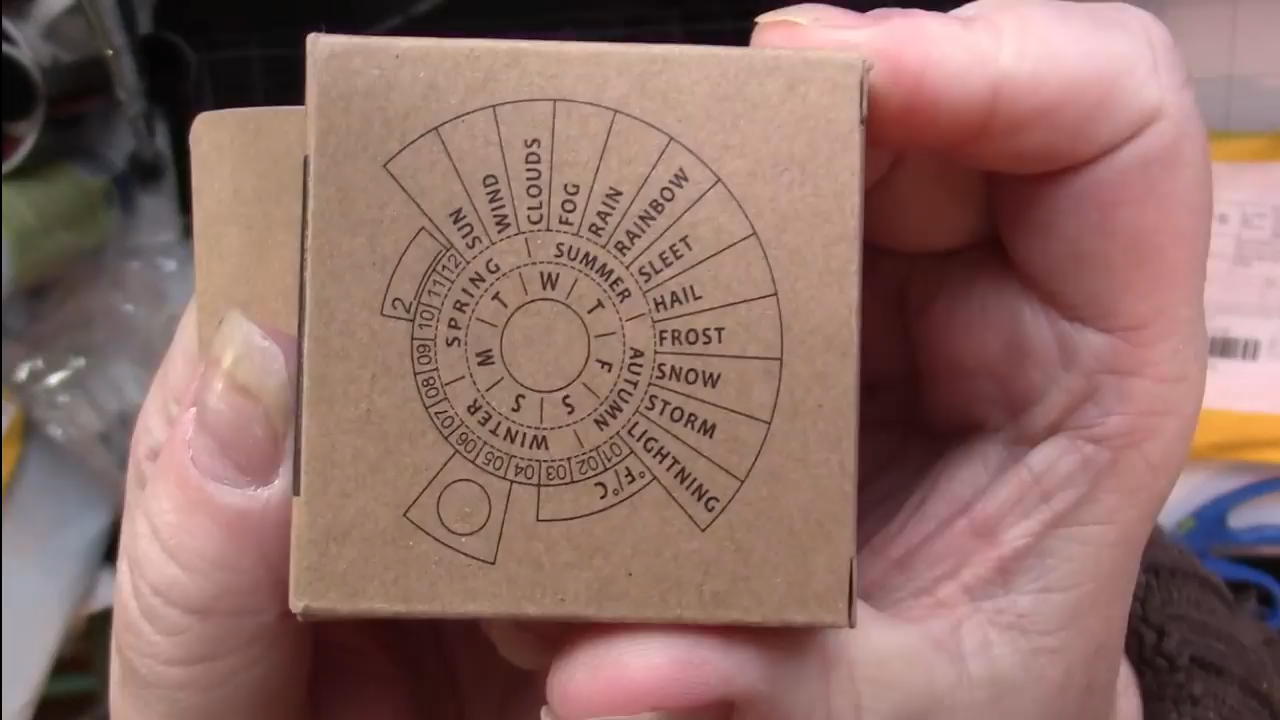 SUN
WIND
CLOUDS
FOG
RAIN
RAINBOW
SLEET
HAIL
FROST
SNOW
STORM
LIGHTNING
SPRING
SUMMER
AUTUMN
WINTER
M
T
W
T
F
S
S
01
02
03
04
05
06
07
08
09
10
11
12
°F/°C
2